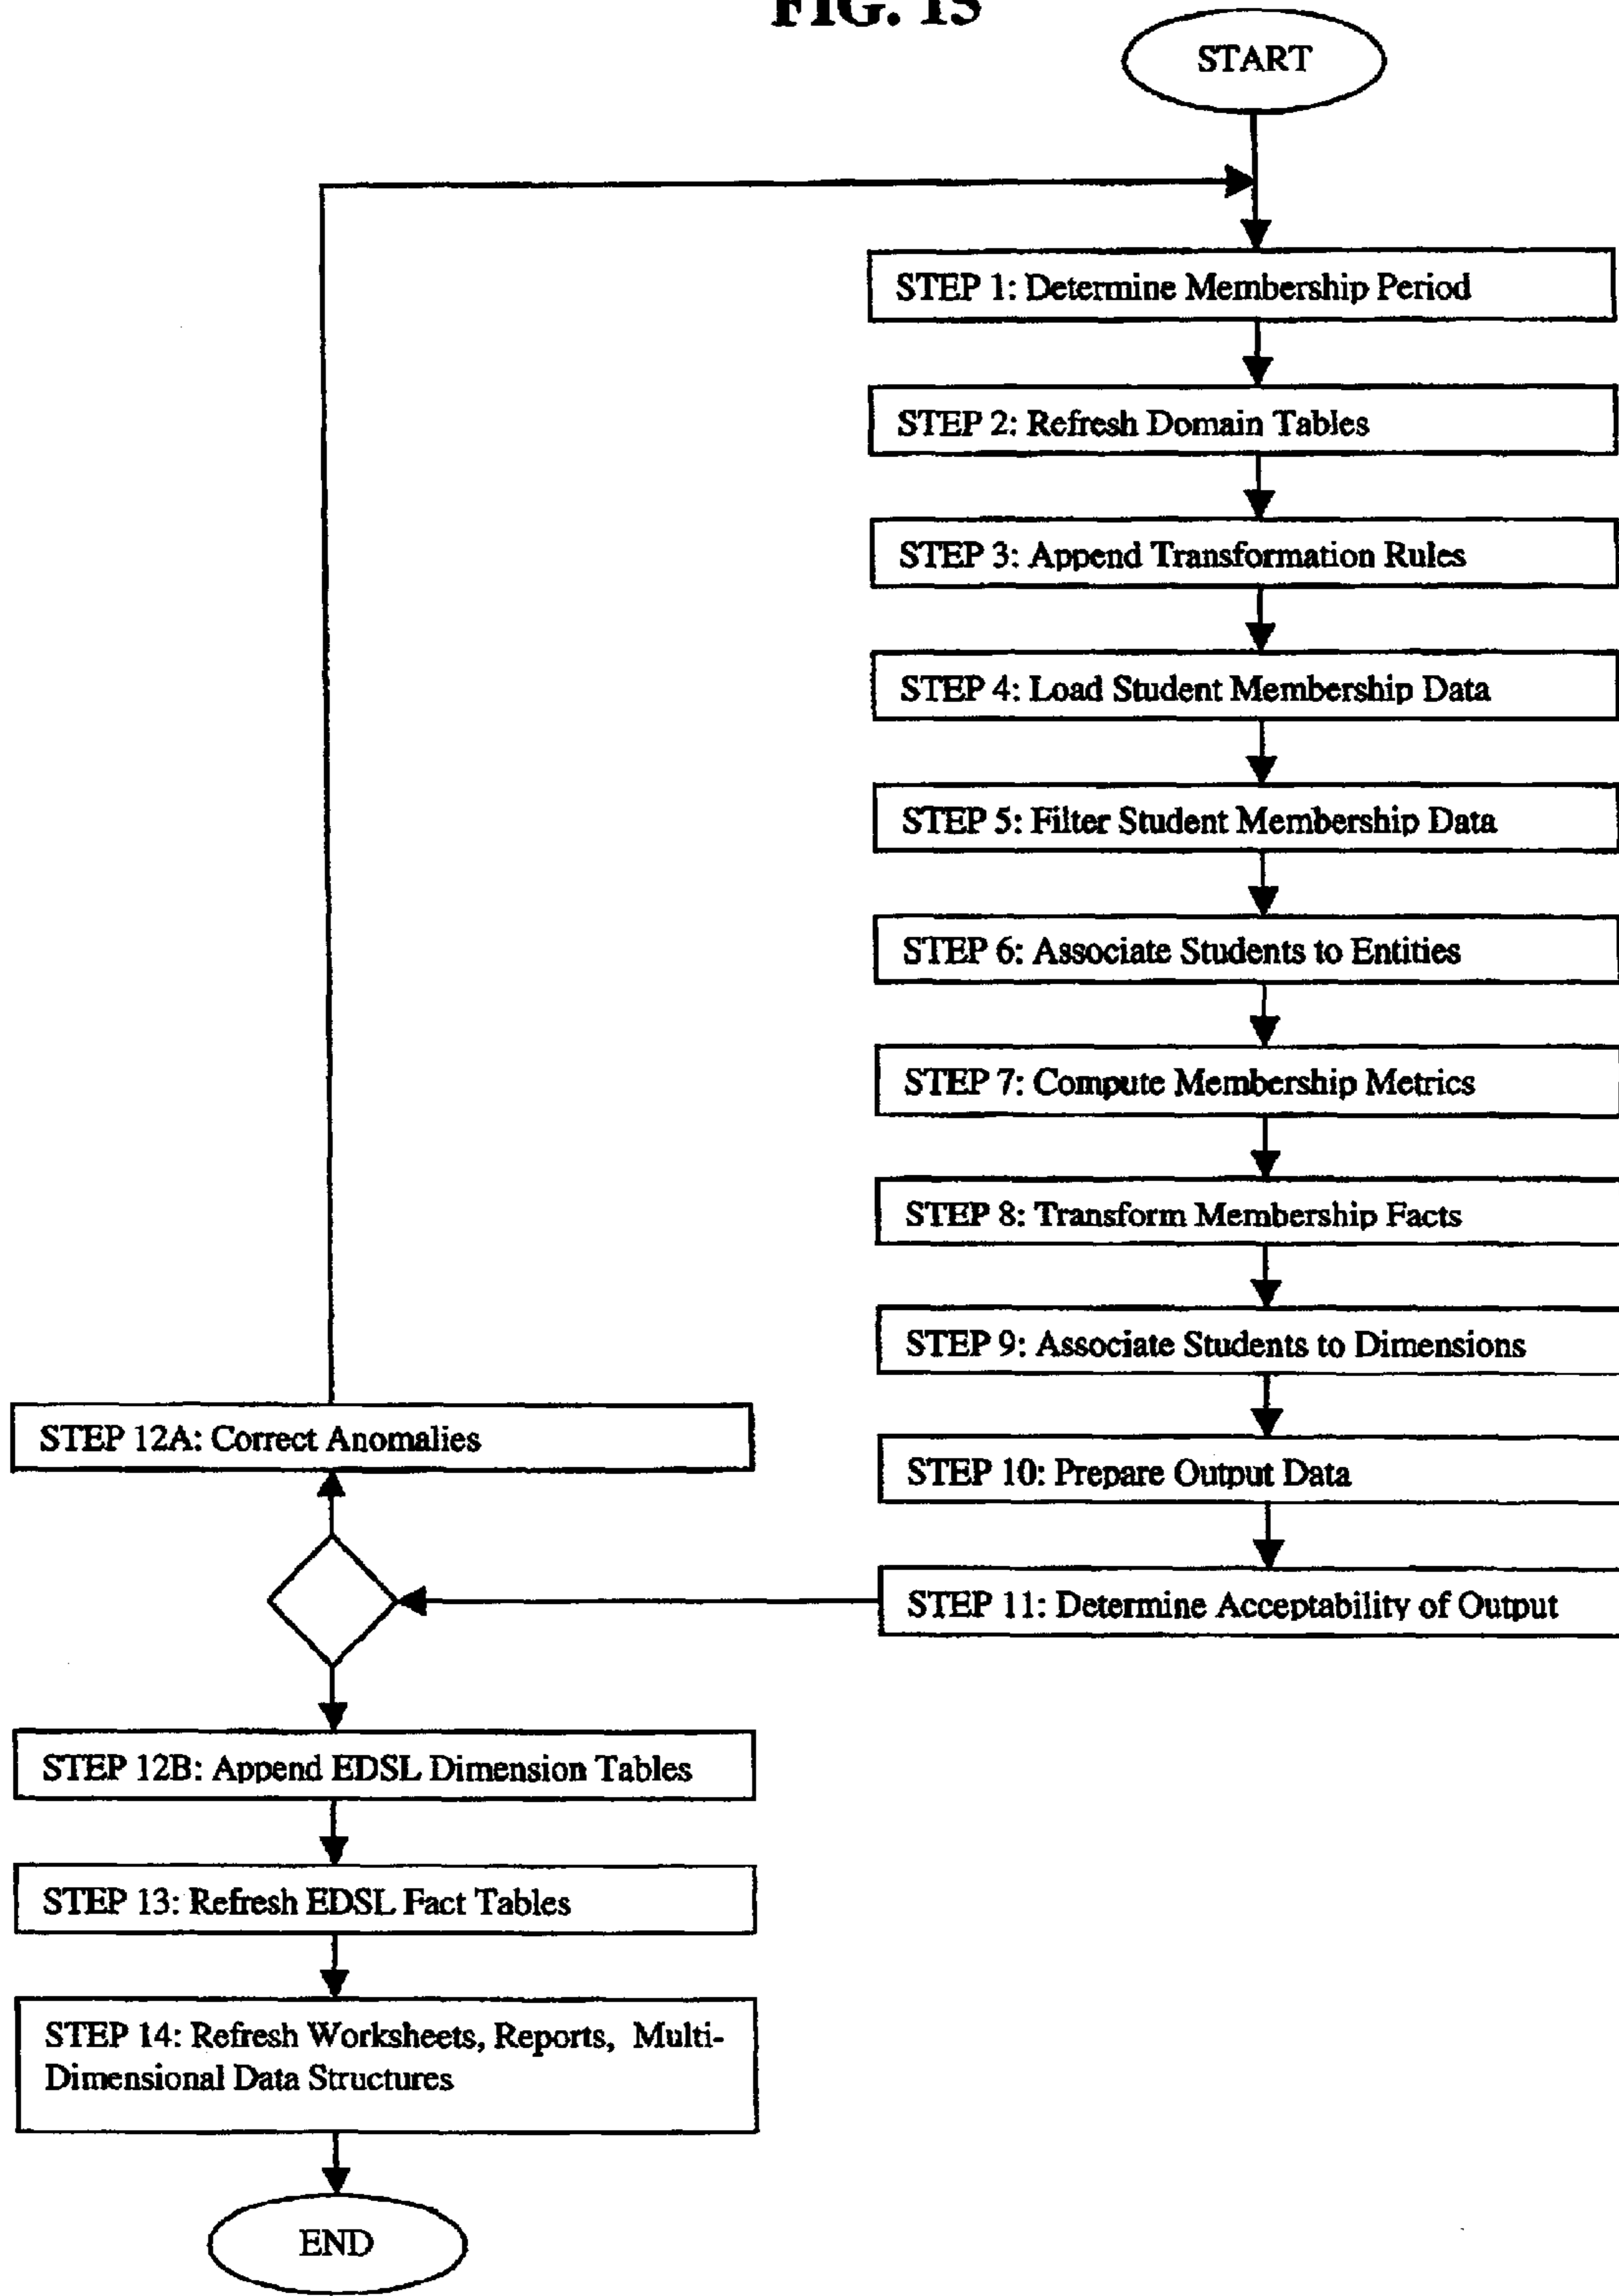 FIG. 15
START
STEP 1: Determine Membership Period
STEP 2: Refresh Domain Tables
STEP 3: Append Transformation Rules
STEP 4: Load Student Membership Data
STEP 5: Filter Student Membership Data
STEP 6: Associate Students to Entities
STEP 7: Compute Membership Metrics
STEP 8: Transform Membership Facts
STEP 9: Associate Students to Dimensions
STEP 10: Prepare Output Data
STEP 11: Determine Acceptability of Output
STEP 12A: Correct Anomalies
STEP 12B: Append EDSL Dimension Tables
STEP 13: Refresh EDSL Fact Tables
STEP 14: Refresh Worksheets, Reports, Multi-
Dimensional Data Structures
END